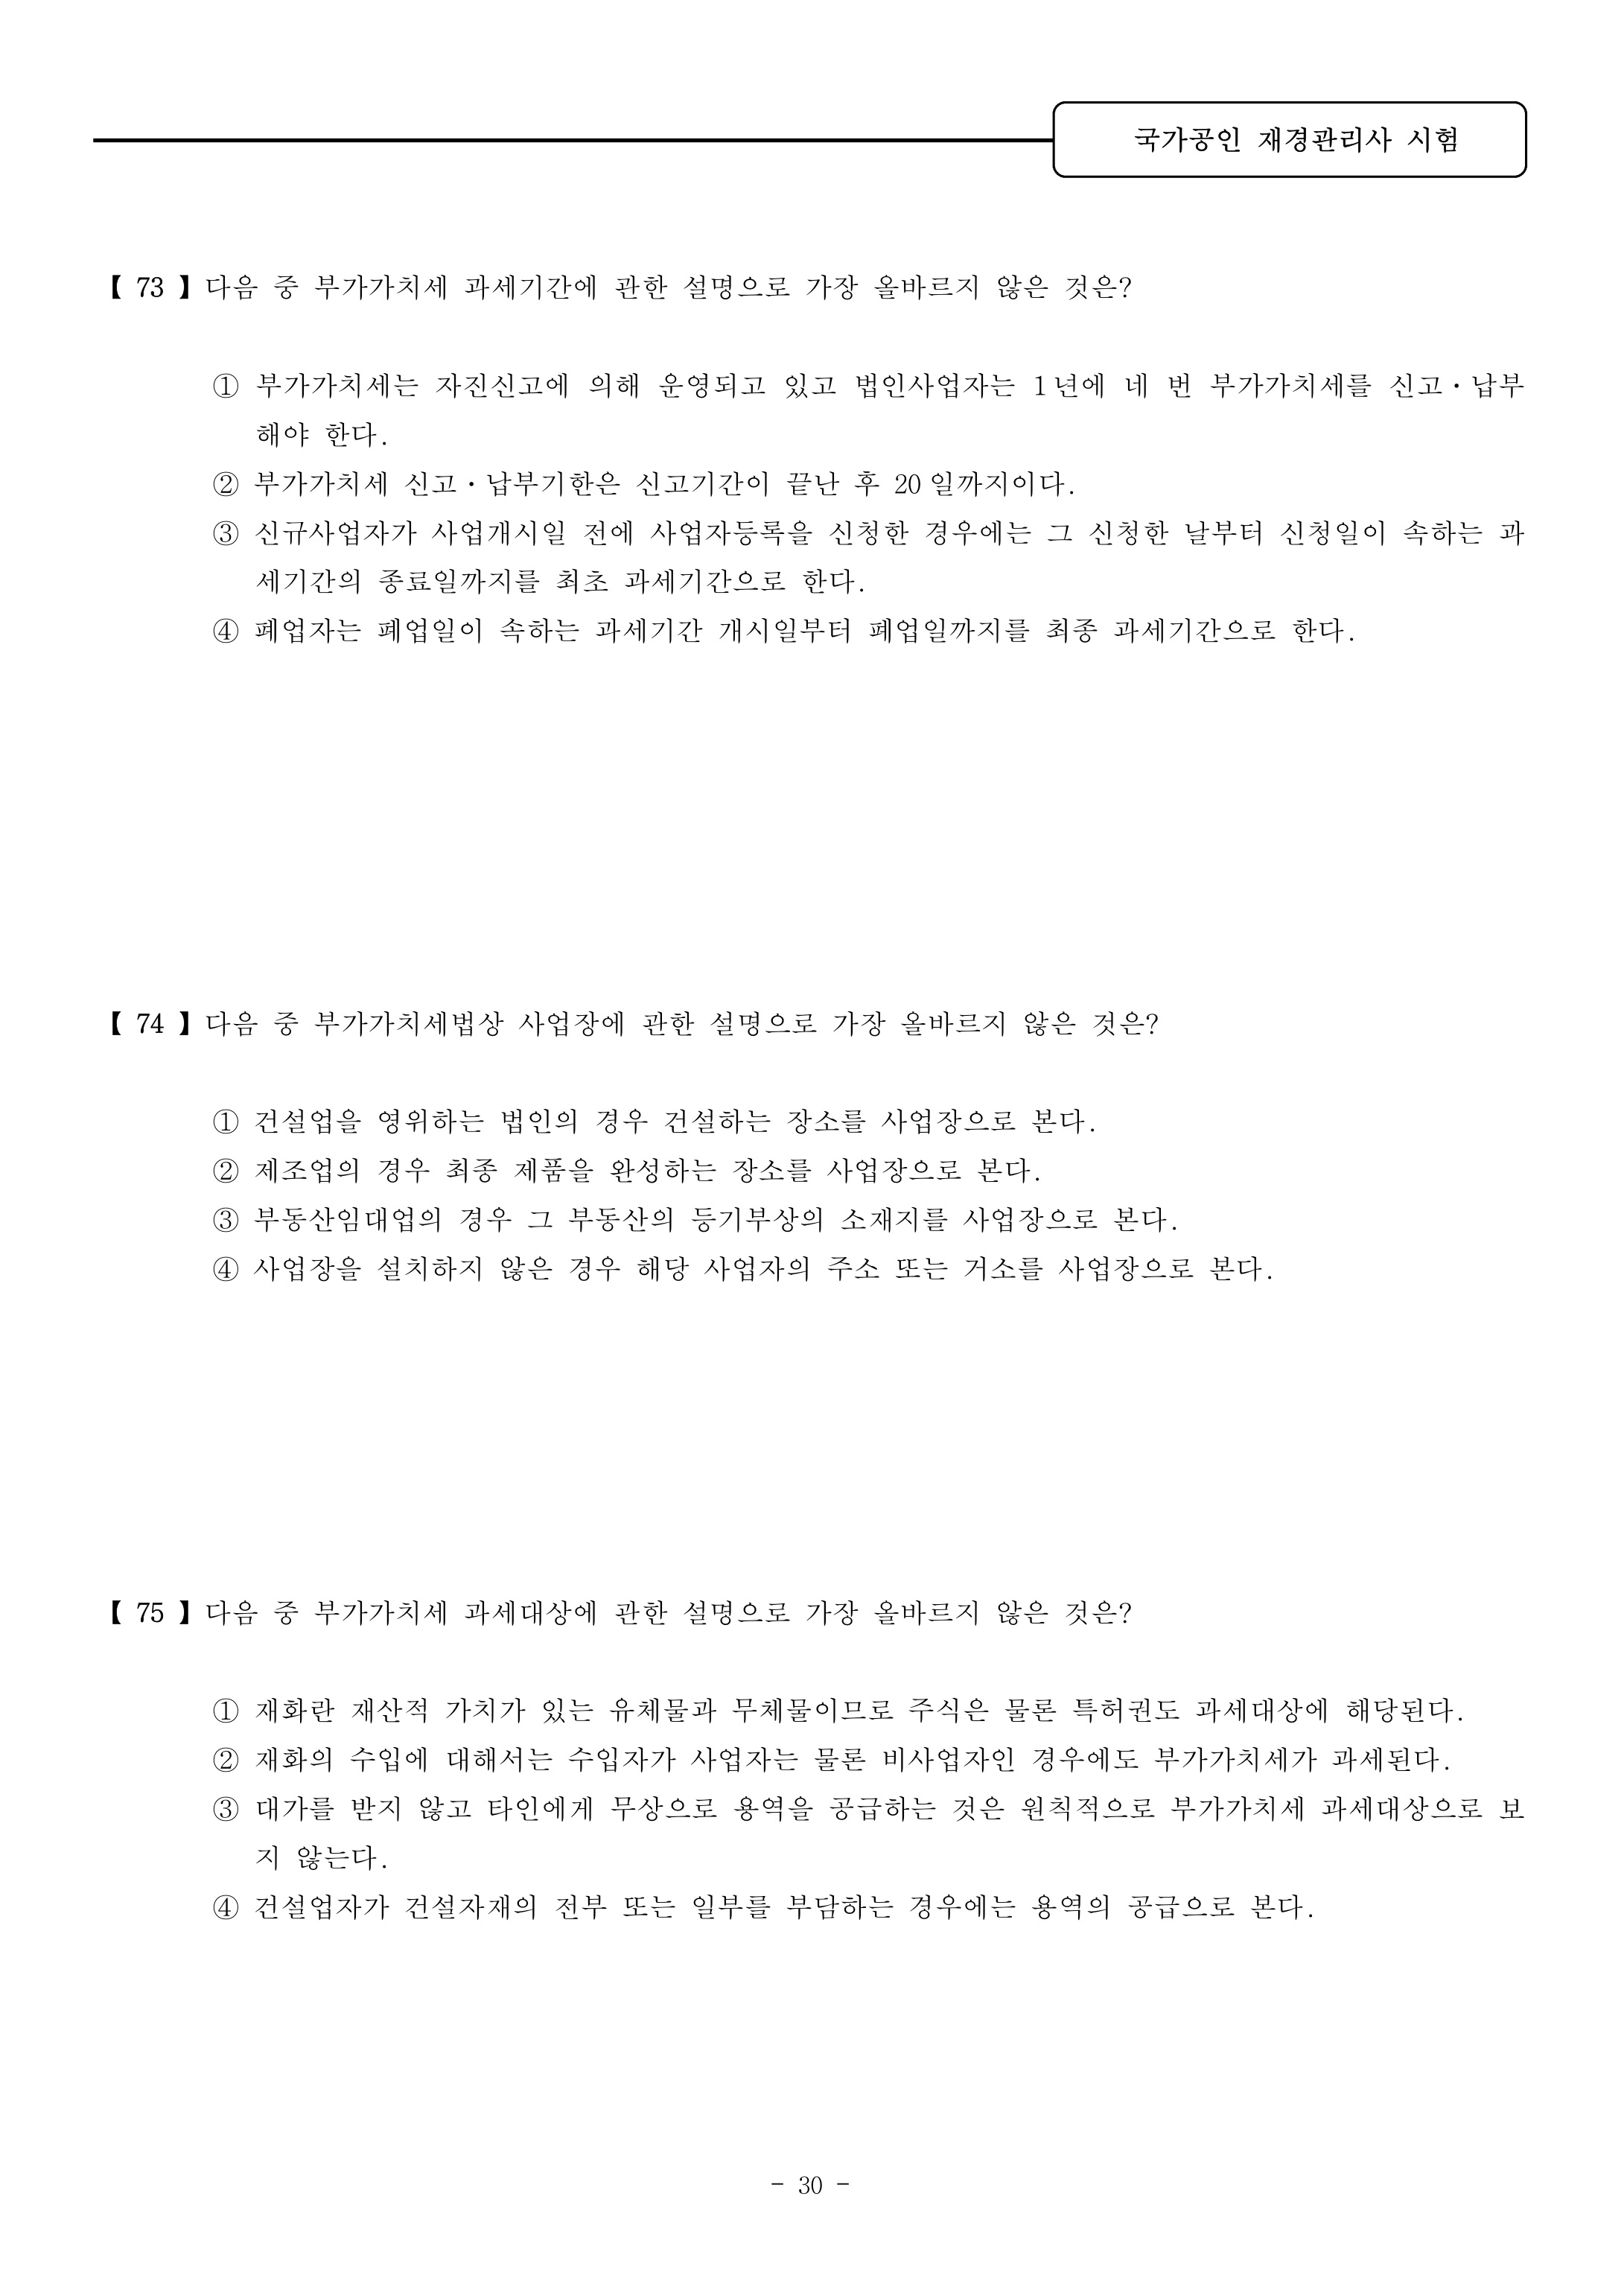 국가공인 재경관리사 시험
【 73 】 다음 중 부가가치세 과세기간에 관한 설명으로 가장 올바르지 않은 것은?
① 부가가치세는 자진신고에 의해 운영되고 있고 법인사업자는 1년에 네 번 부가가치세를 신고·납부
해야 한다.
② 부가가치세 신고·납부기한은 신고기간이 끝난 후 20일까지이다.
③ 신규사업자가 사업개시일 전에 사업자등록을 신청한 경우에는 그 신청한 날부터 신청일이 속하는 과
세기간의 종료일까지를 최초 과세기간으로 한다.
④ 폐업자는 폐업일이 속하는 과세기간 개시일부터 폐업일까지를 최종 과세기간으로 한다.
【 74 】 다음 중 부가가치세법상 사업장에 관한 설명으로 가장 올바르지 않은 것은?
① 건설업을 영위하는 법인의 경우 건설하는 장소를 사업장으로 본다.
② 제조업의 경우 최종 제품을 완성하는 장소를 사업장으로 본다.
③ 부동산임대업의 경우 그 부동산의 등기부상의 소재지를 사업장으로 본다.
④ 사업장을 설치하지 않은 경우 해당 사업자의 주소 또는 거소를 사업장으로 본다.
【 75 】 다음 중 부가가치세 과세대상에 관한 설명으로 가장 올바르지 않은 것은?
① 재화란 재산적 가치가 있는 유체물과 무체물이므로 주식은 물론 특허권도 과세대상에 해당된다.
② 재화의 수입에 대해서는 수입자가 사업자는 물론 비사업자인 경우에도 부가가치세가 과세된다.
③ 대가를 받지 않고 타인에게 무상으로 용역을 공급하는 것은 원칙적으로 부가가치세 과세대상으로 보
지 않는다.
④ 건설업자가 건설자재의 전부 또는 일부를 부담하는 경우에는 용역의 공급으로 본다.
- 30 -